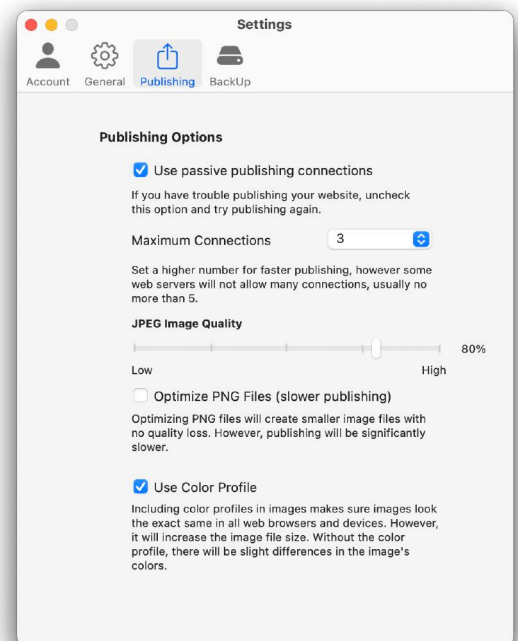 Settings
Account General Publishing BackUp
Publishing Options
Use passive publishing connections
If you have trouble publishing your website, uncheck
this option and try publishing again.
Maximum Connections 3
Set a higher number for faster publishing, however some
web servers will not allow many connections, usually no
more than 5.
JPEG Image Quality
80%
Low High
Optimize PNG Files (slower publishing)
Optimizing PNG files will create smaller image files with
no quality loss. However, publishing will be significantly
slower.
Use Color Profile
Including color profiles in images makes sure images look
the exact same in all web browsers and devices. However,
it will increase the image file size. Without the color
profile, there will be slight differences in the image's
colors.